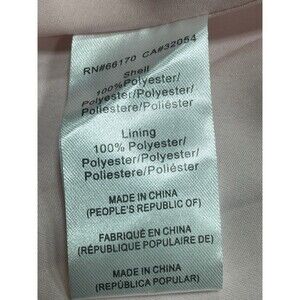 RN#66170 CA#32054
Shell
100%Polyester/
Polyester/Polyester/
Poliestere/Poliéster
Lining
100% Polyester/
Polyester/Polyester/
Poliestere/Poliéster
MADE IN CHINA
(PEOPLE'S REPUBLIC OF)
FABRIQUÉ EN CHINA
(RÉPUBLIQUE POPULAIRE DE)
MADE IN CHINA
(REPÚBLICA POPULAR)